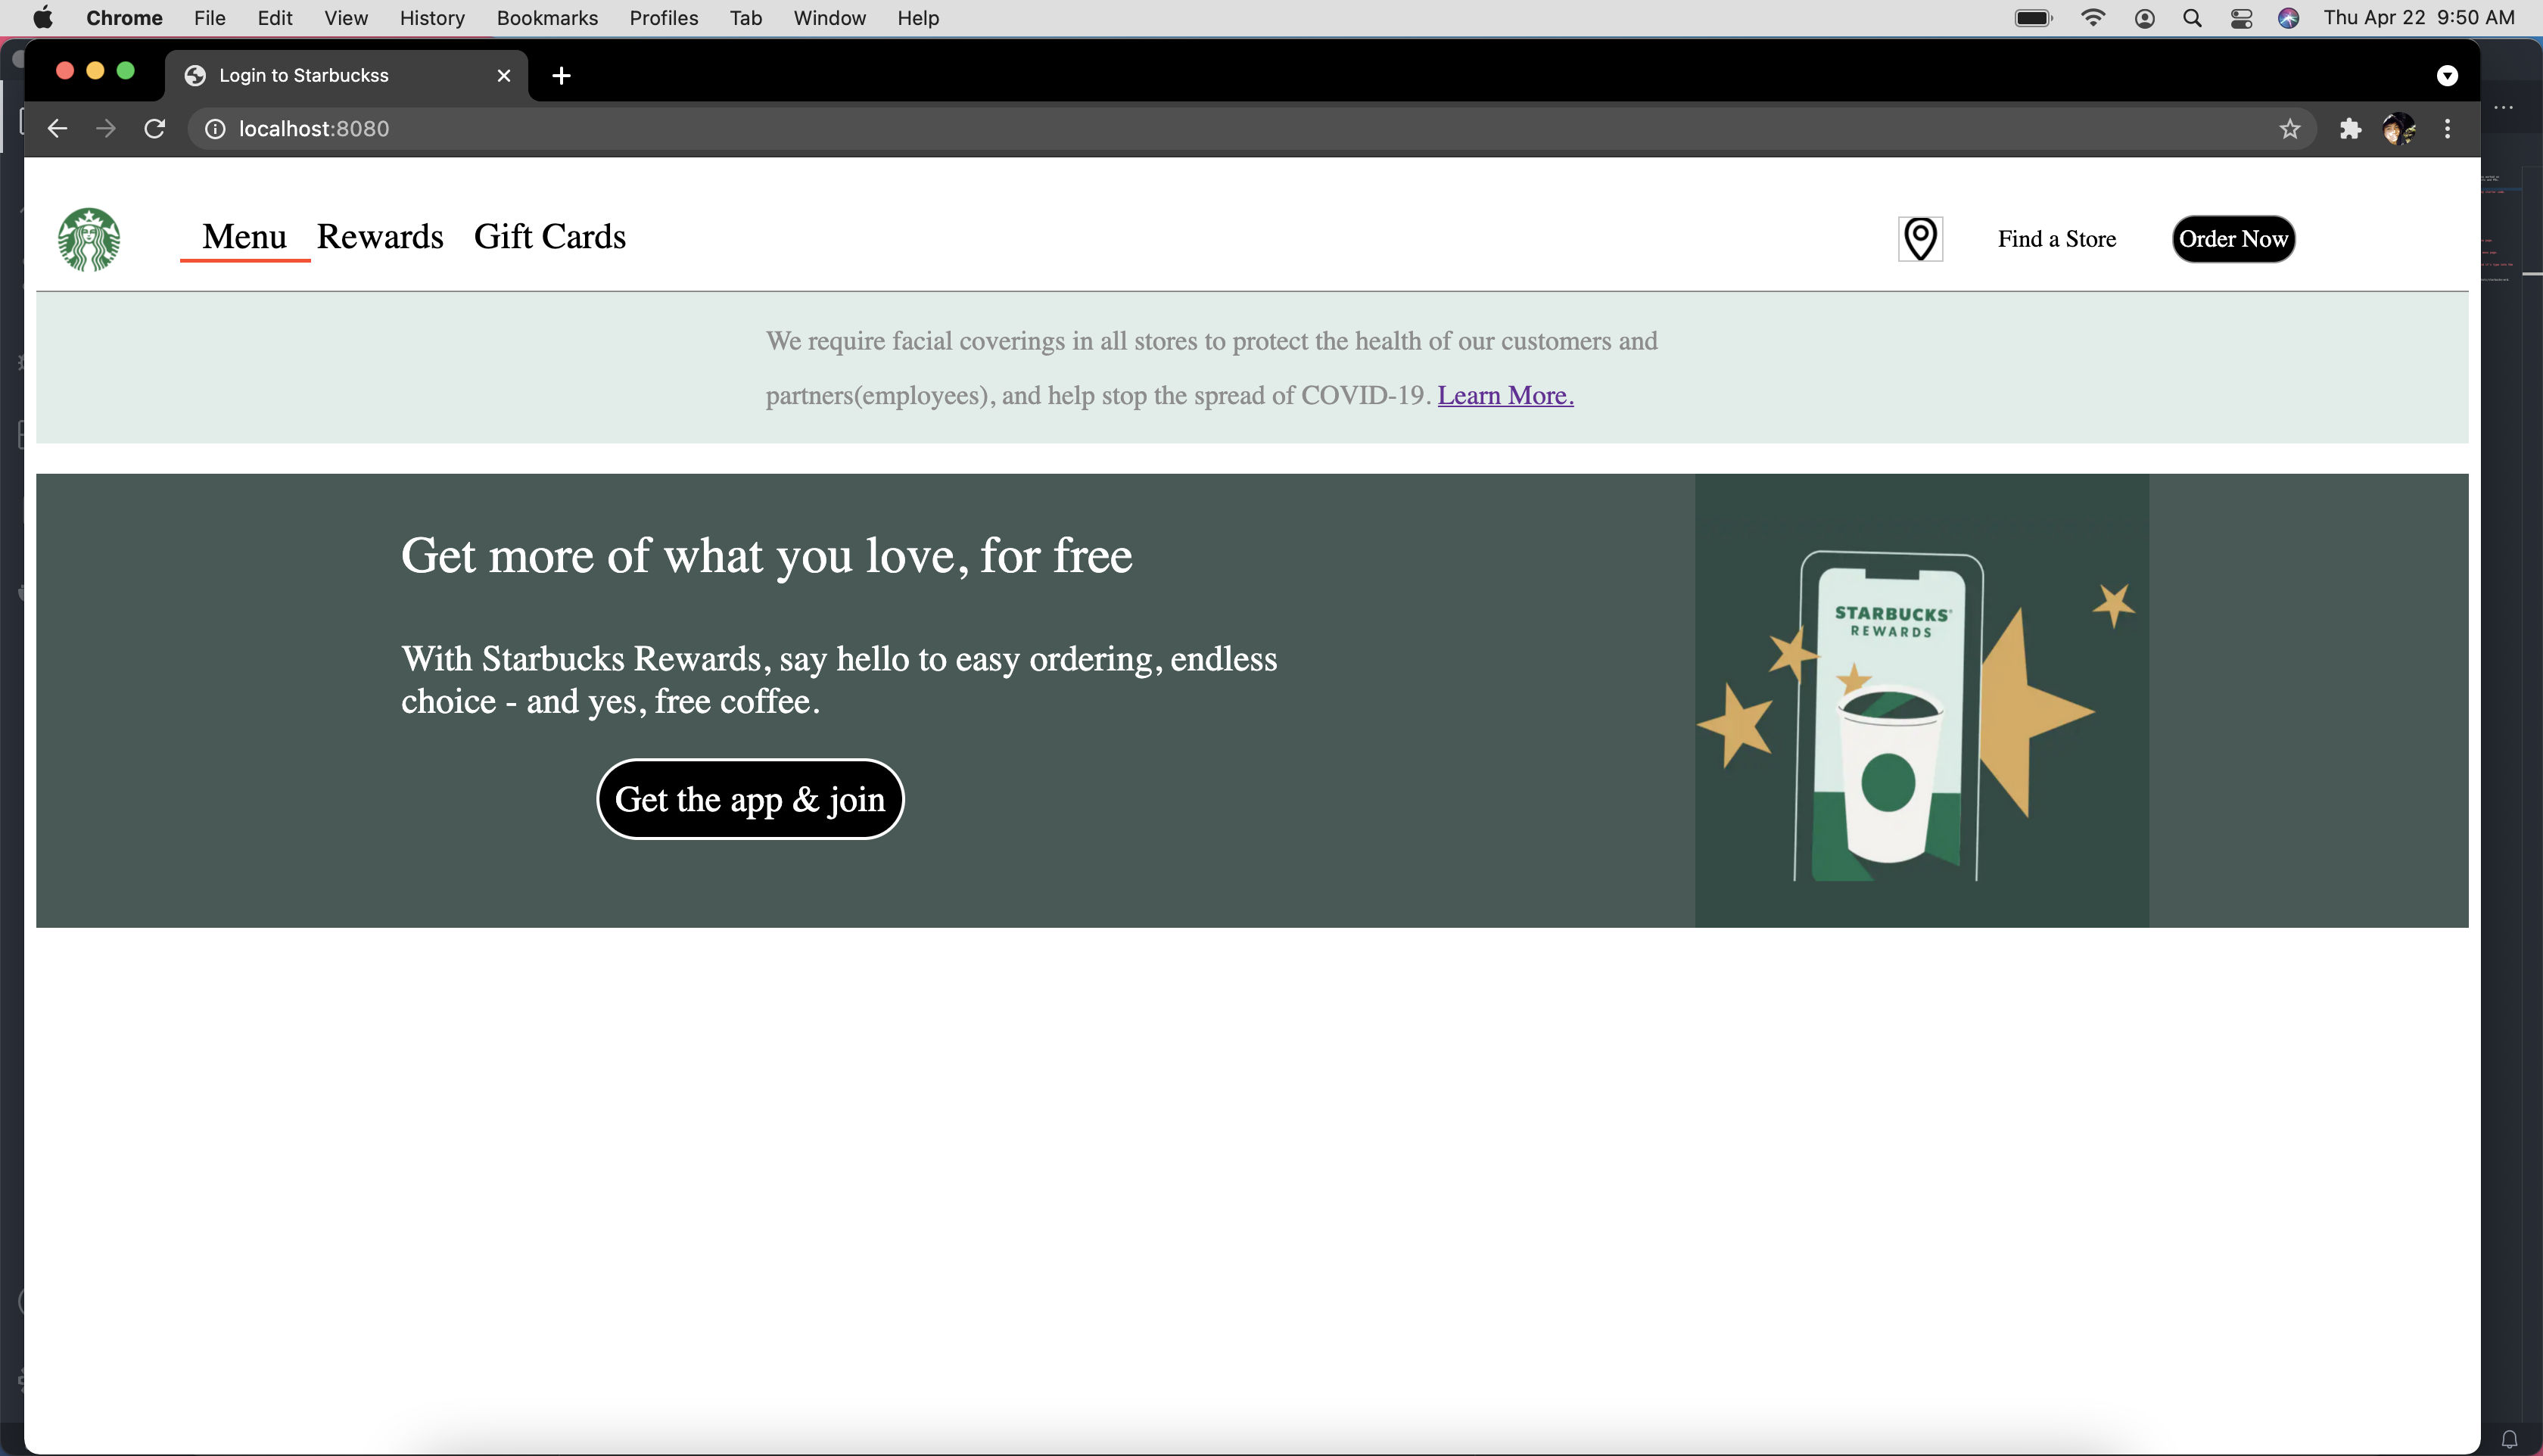 Chrome File Edit View History Bookmarks Profiles Tab Window Help Thu Apr 22 9:50 AM
Login to Starbuckss
localhost:8080
Menu Rewards Gift Cards Find a Store Order Now
We require facial coverings in all stores to protect the health of our customers and
partners(employees), and help stop the spread of COVID-19. Learn More.
Get more of what you love, for free
With Starbucks Rewards, say hello to easy ordering, endless
choice - and yes, free coffee.
Get the app & join
STARBUCKS®
REWARDS